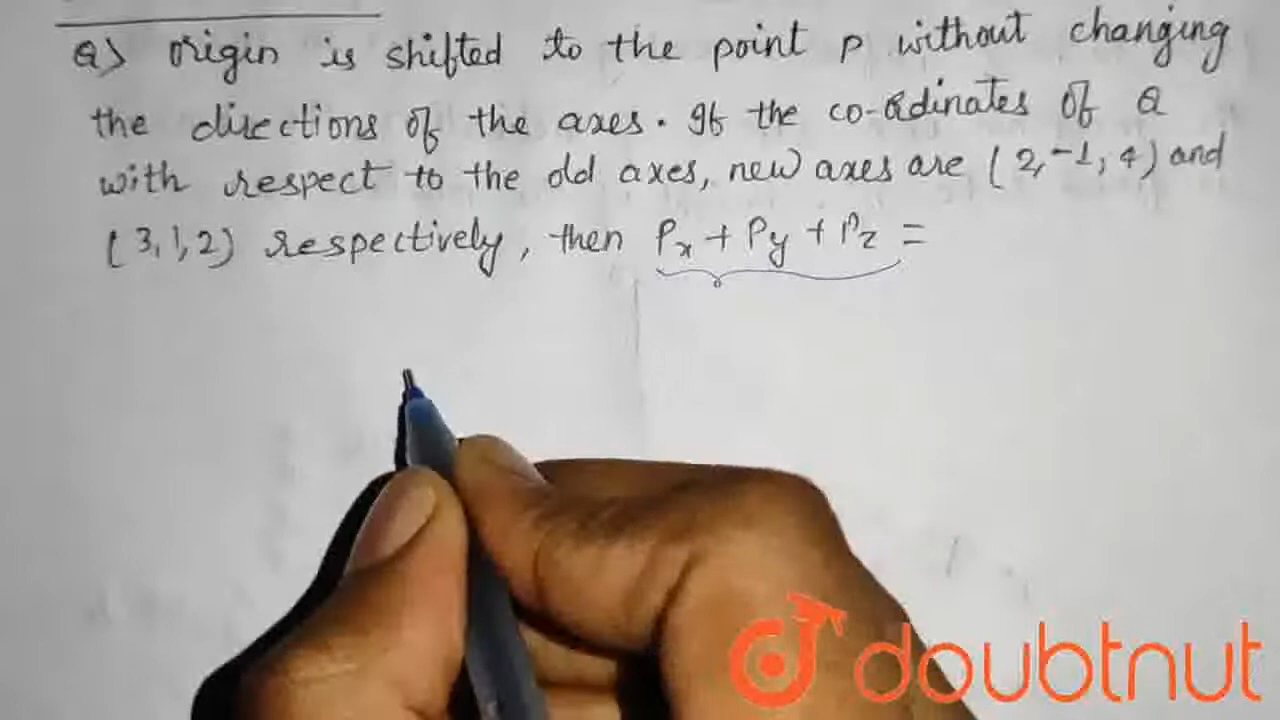 Q) Origin is shifted to the point P without changing
the directions of the axes. If the co-ordinates of Q
with respect to the old axes, new axes are (2,-1,4) and
(3,1,2) respectively, then Px + Py + Pz =
doubtnut